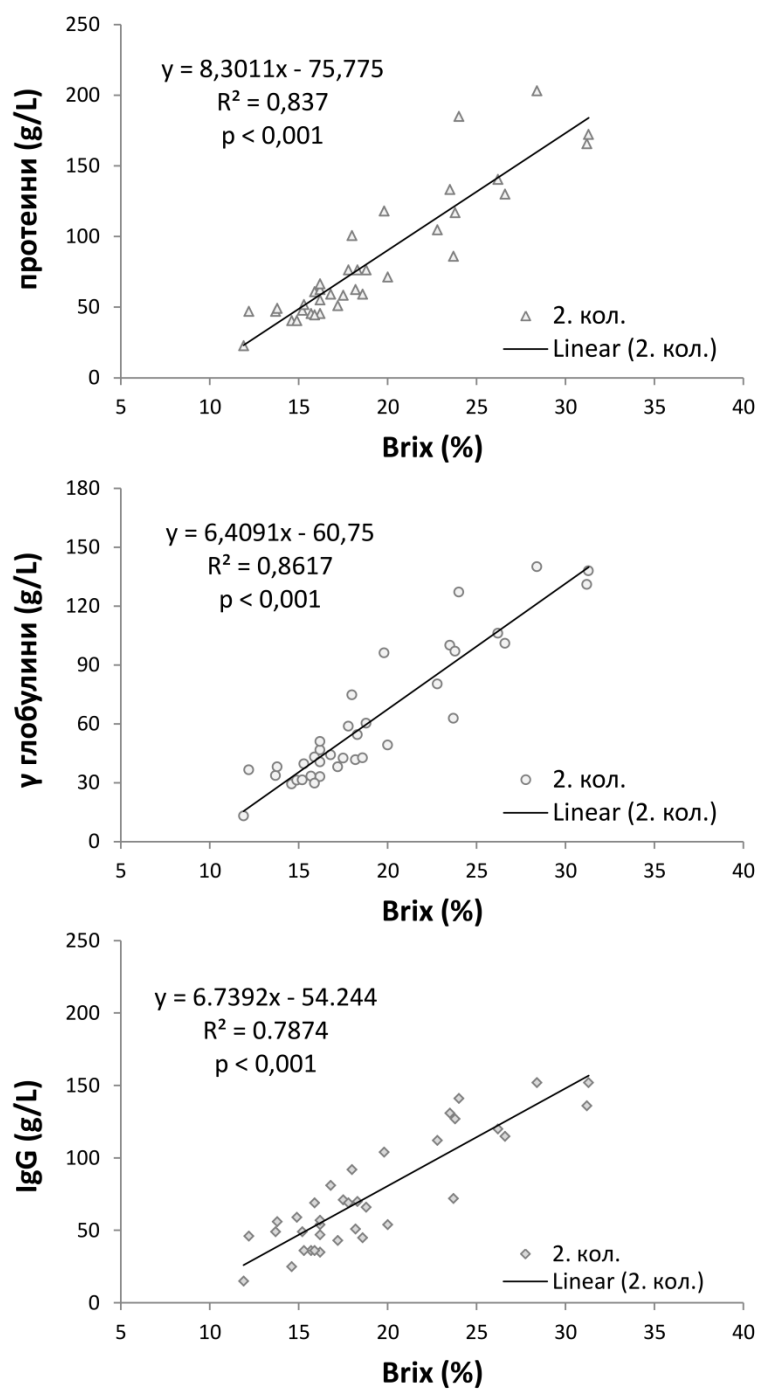 250
y = 8,3011x - 75,775
R² = 0,837
p < 0,001
200
150
100
50
0
протеини (g/L)
2. кол.
Linear (2. кол.)
5 10 15 20 25 30 35 40
Brix (%)
180
y = 6,4091x - 60,75
R² = 0,8617
p < 0,001
150
120
90
60
30
0
γ глобулини (g/L)
2. кол.
Linear (2. кол.)
5 10 15 20 25 30 35 40
Brix (%)
250
y = 6.7392x - 54.244
R² = 0.7874
p < 0,001
200
150
100
50
0
IgG (g/L)
2. кол.
Linear (2. кол.)
5 10 15 20 25 30 35 40
Brix (%)